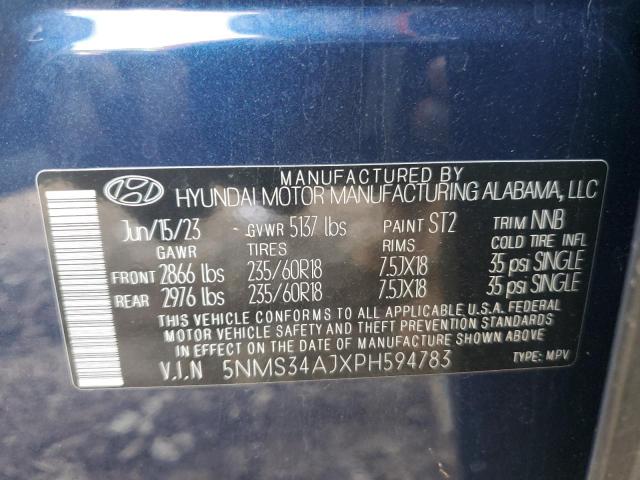 MANUFACTURED BY
HYUNDAI MOTOR MANUFACTURING ALABAMA, LLC
Jun/15/23 GVWR 5137 lbs PAINT ST2 TRIM NNB
GAWR TIRES RIMS COLD TIRE INFL
FRONT 2866 lbs 235/60R18 7.5JX18 35 psi SINGLE
REAR 2976 lbs 235/60R18 7.5JX18 35 psi SINGLE
THIS VEHICLE CONFORMS TO ALL APPLICABLE U.S.A. FEDERAL
MOTOR VEHICLE SAFETY AND THEFT PREVENTION STANDARDS
IN EFFECT ON THE DATE OF MANUFACTURE SHOWN ABOVE.
V.I.N 5NMS34AJXPH594783 TYPE: MPV